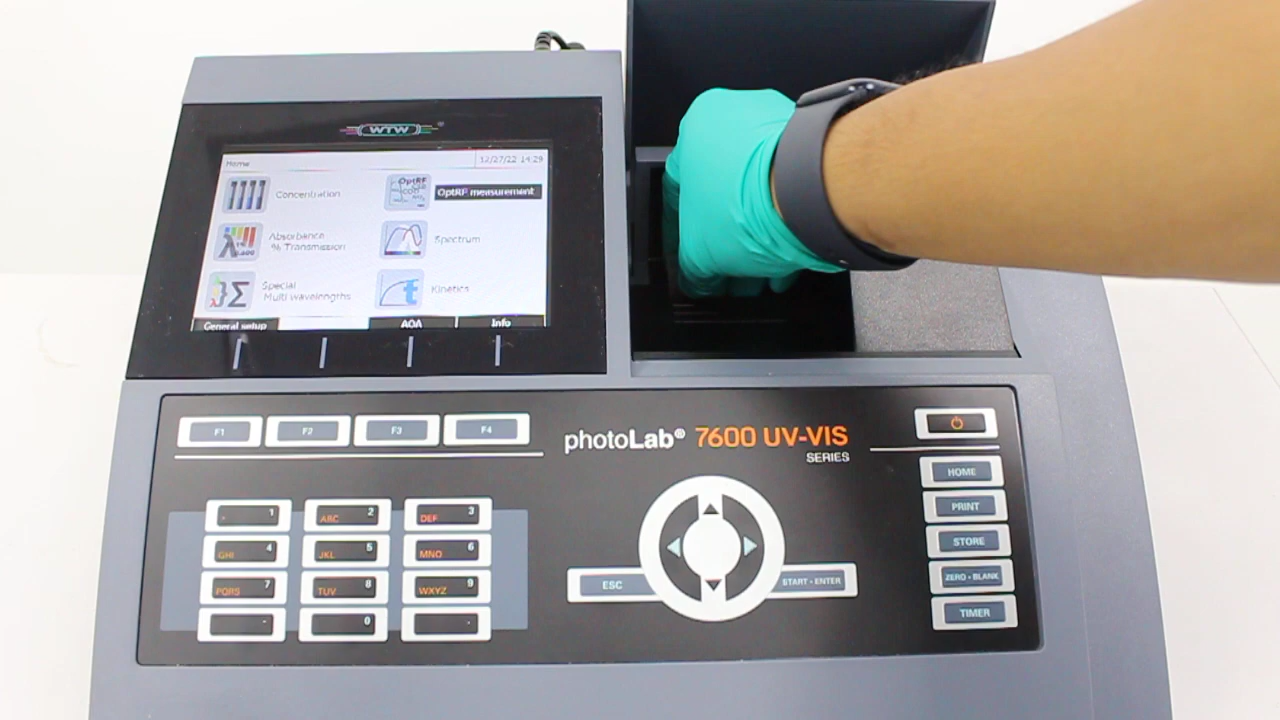 WTW
Home
12/27/22 14:29
Concentration
OptRF measurement
Absorbance
% Transmission
Spectrum
Special
Multi wavelengths
Kinetics
General setup
AQA
Info
F1
F2
F3
F4
photoLab® 7600 UV-VIS
SERIES
1
ABC 2
DEF 3
GHI 4
JKL 5
MNO 6
PQRS 7
TUV 8
WXYZ 9
0
ESC
START · ENTER
HOME
PRINT
STORE
ZERO · BLANK
TIMER